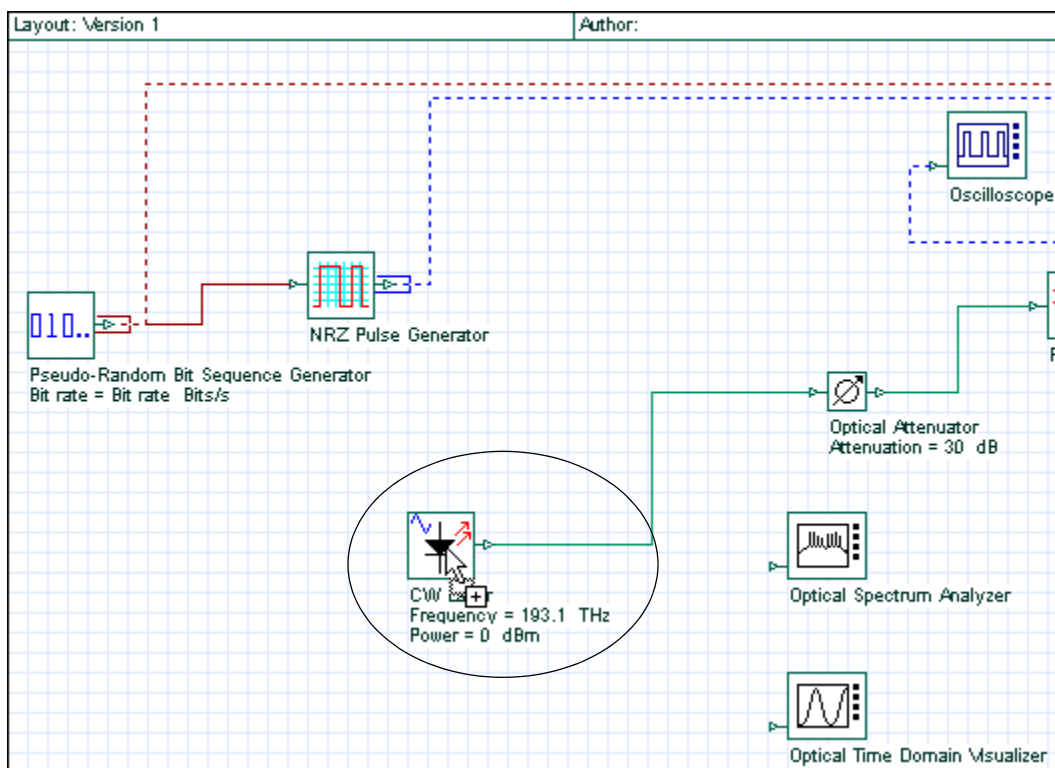 Layout: Version 1
Author:
Oscilloscope
NRZ Pulse Generator
010..
Pseudo-Random Bit Sequence Generator
Bit rate = Bit rate Bits/s
Optical Attenuator
Attenuation = 30 dB
CW
Frequency = 193.1 THz
Power = 0 dBm
Optical Spectrum Analyzer
Optical Time Domain Visualizer